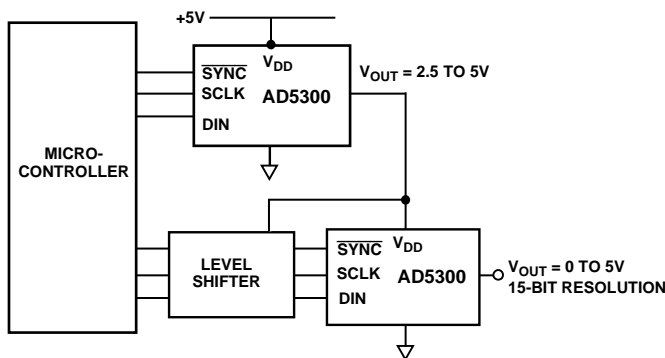 +5V
V_DD
SYNC
SCLK
DIN
AD5300
V_OUT = 2.5 TO 5V
MICRO-
CONTROLLER
LEVEL
SHIFTER
V_DD
SYNC
SCLK
DIN
AD5300
V_OUT = 0 TO 5V
15-BIT RESOLUTION